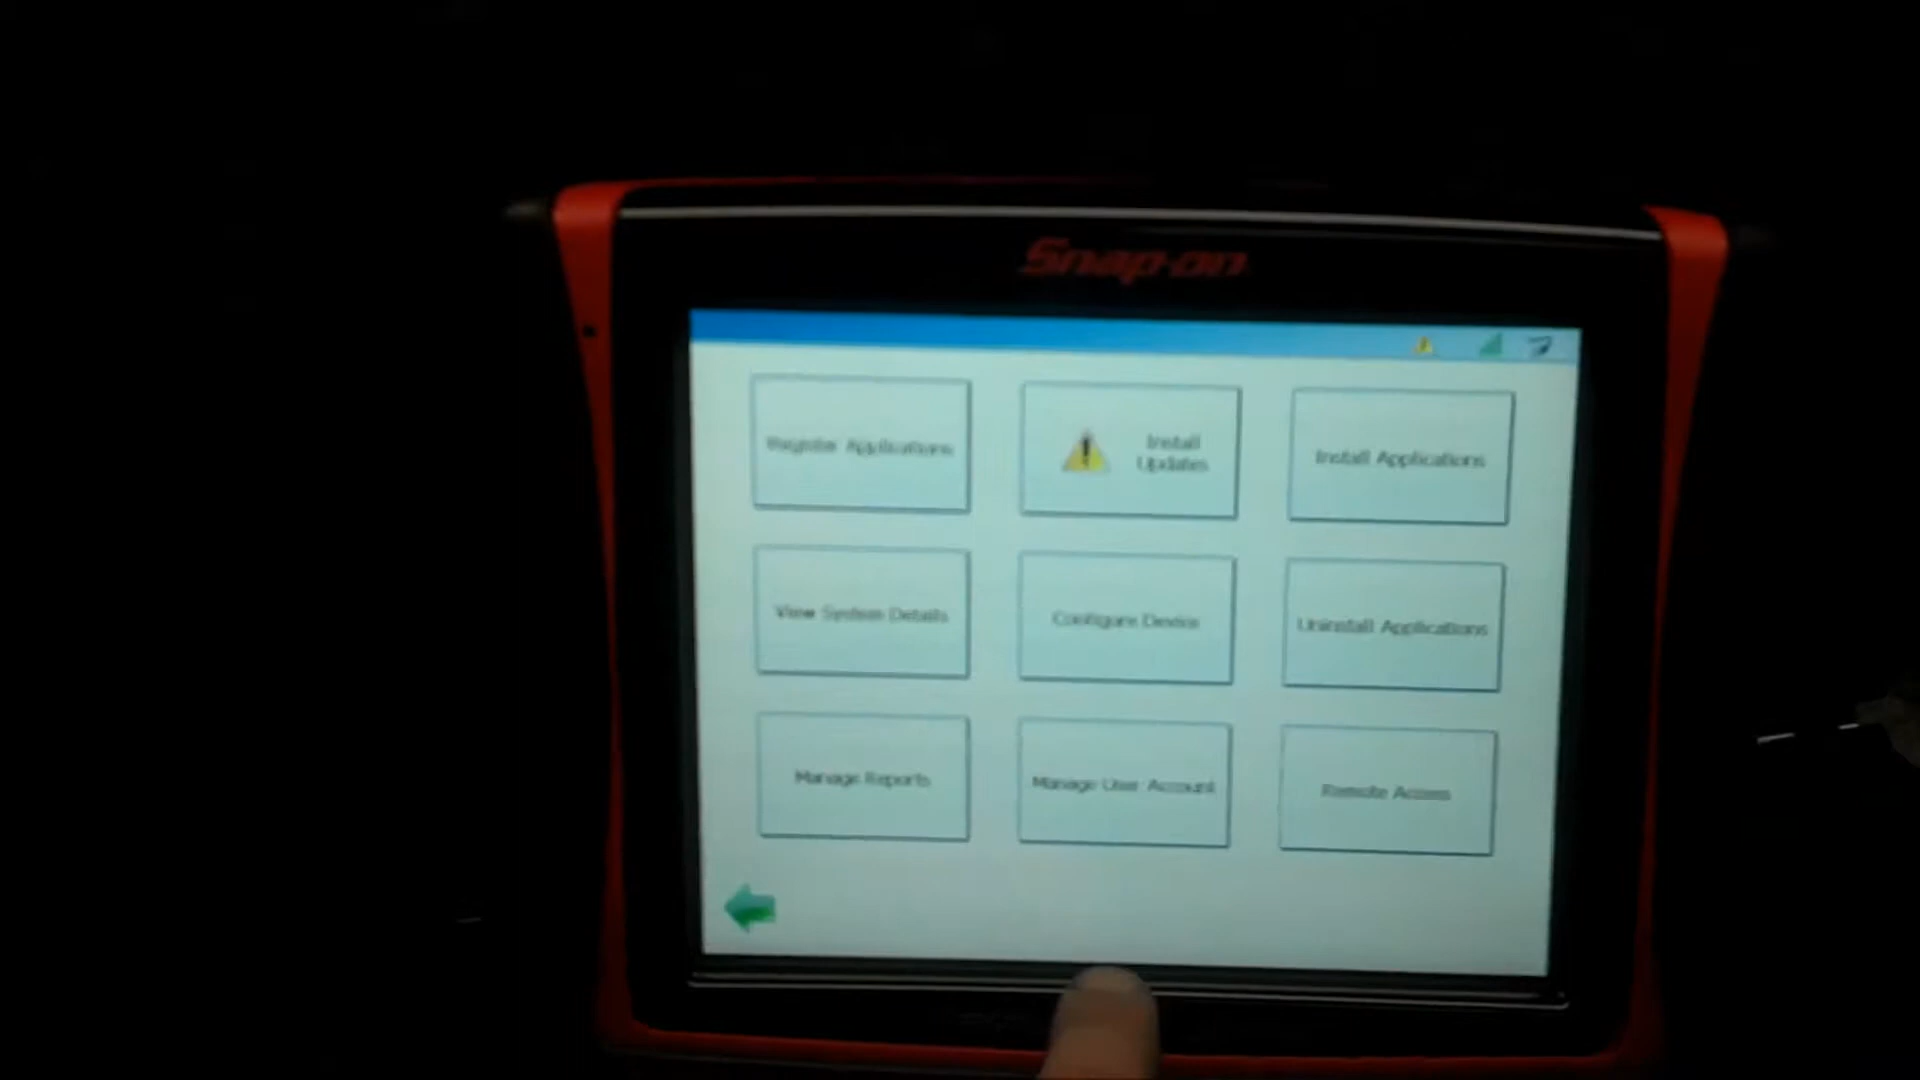 Snap-on
Register Applications
Install
Updates
Install Applications
View System Details
Configure Device
Uninstall Applications
Manage Reports
Manage User Account
Remote Access